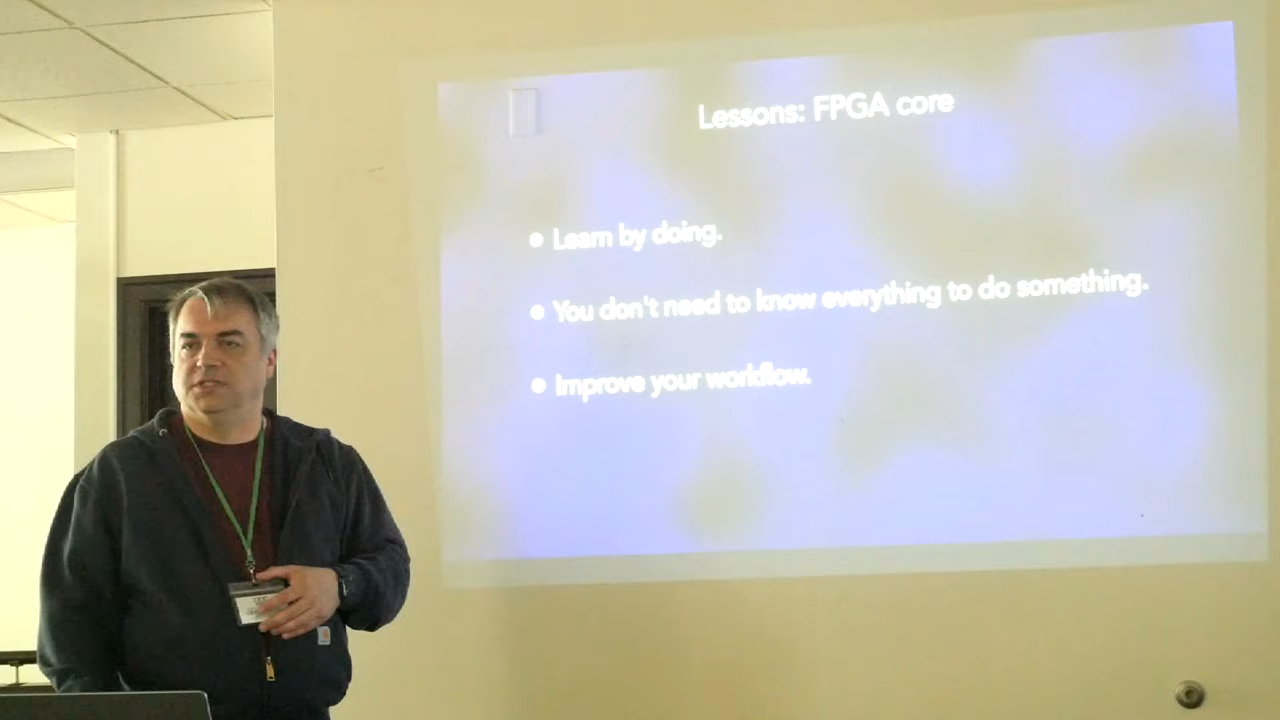 Lessons: FPGA core
• Learn by doing.
• You don't need to know everything to do something.
• Improve your workflow.